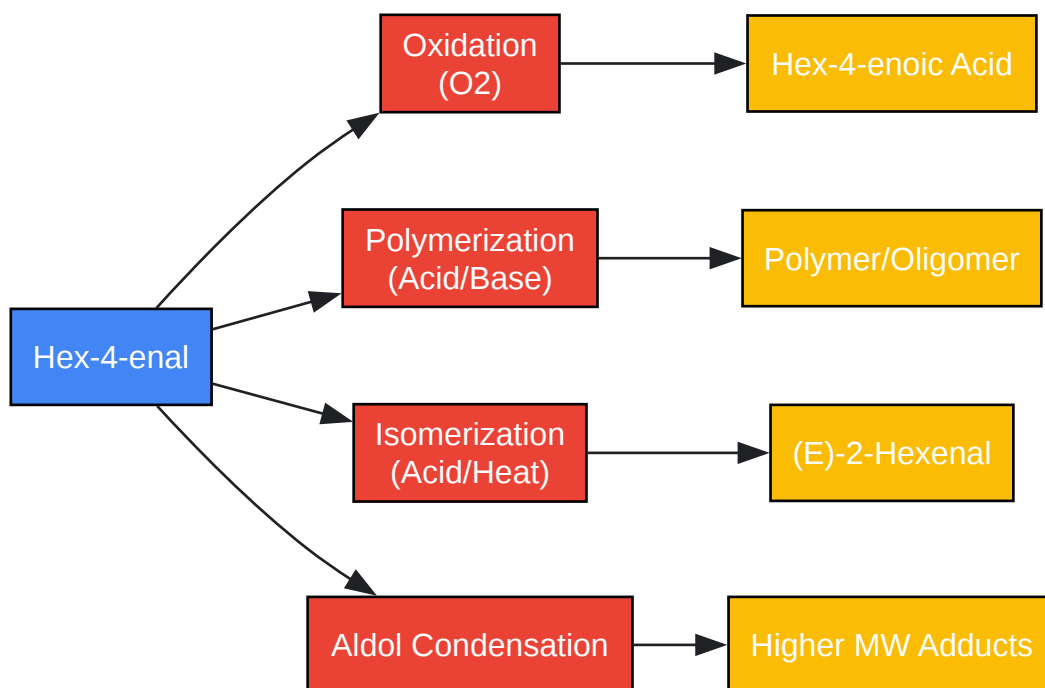 Oxidation
(O2)
Hex-4-enoic Acid
Polymerization
(Acid/Base)
Polymer/Oligomer
Hex-4-enal
Isomerization
(Acid/Heat)
(E)-2-Hexenal
Aldol Condensation
Higher MW Adducts